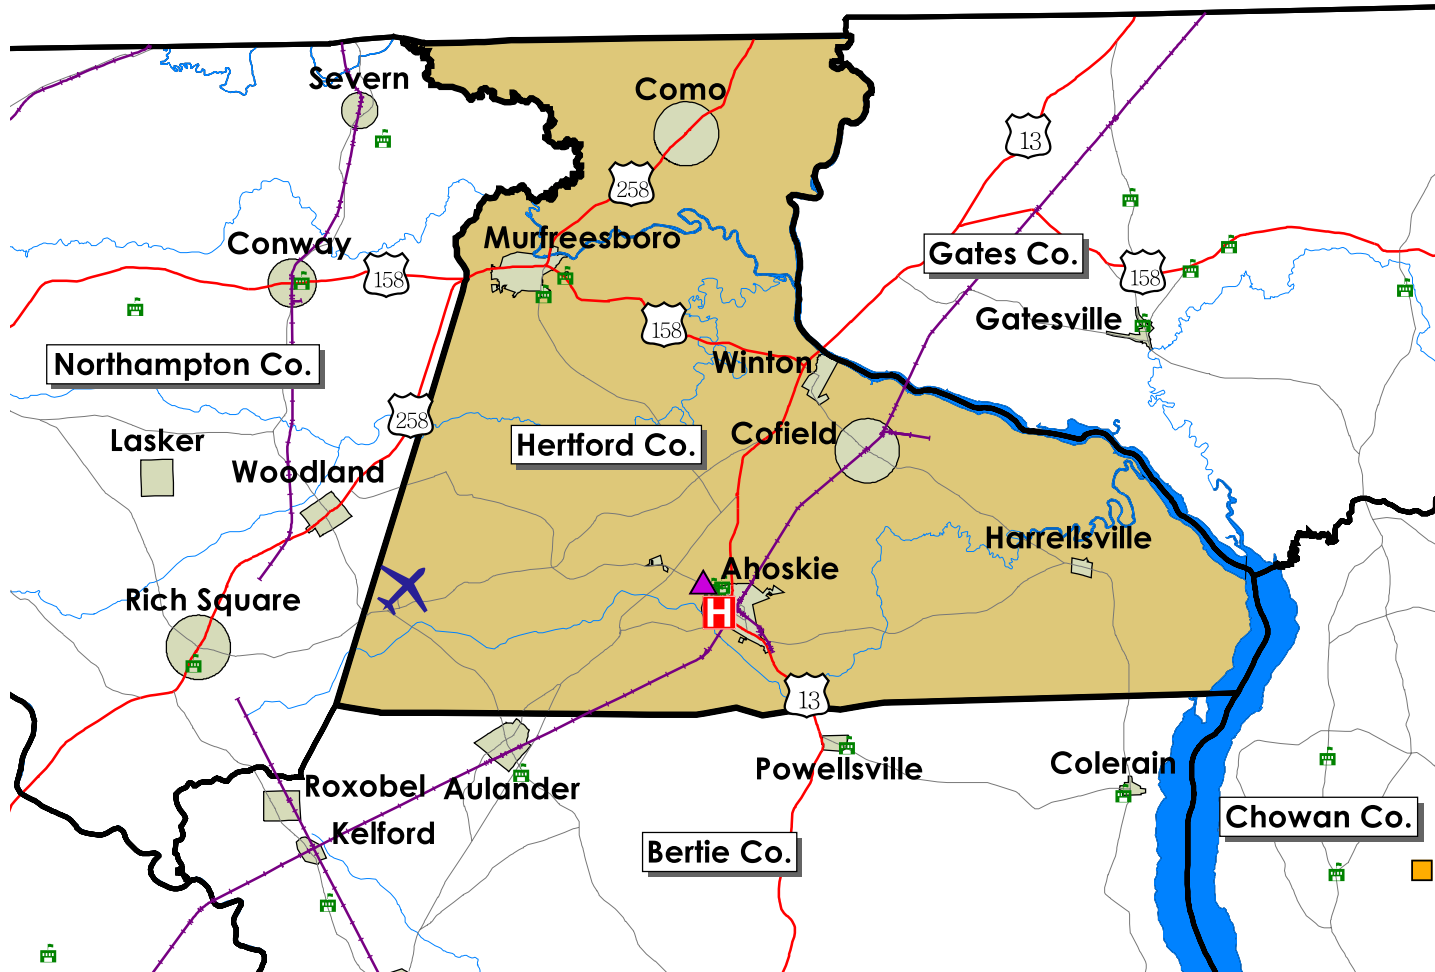 Severn
Como
13
258
Conway
Murfreesboro
Gates Co.
158
158
158
Gatesville
Northampton Co.
Winton
258
Lasker
Hertford Co.
Cofield
Woodland
Harrellsville
Ahoskie
Rich Square
H
13
Powellsville
Colerain
Roxobel
Aulander
Chowan Co.
Kelford
Bertie Co.